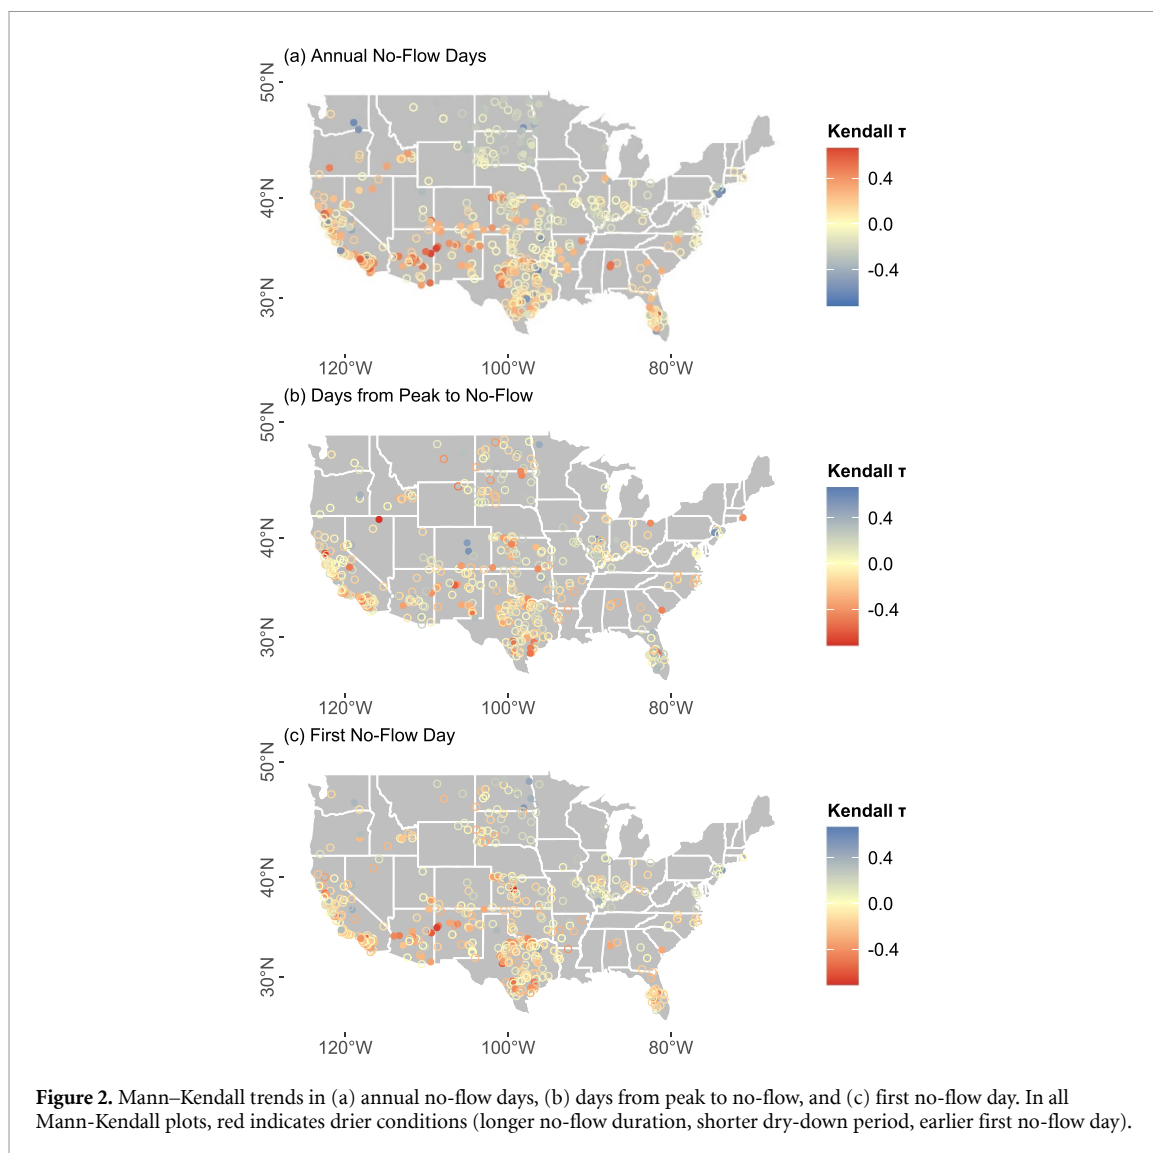 (a) Annual No-Flow Days
50°N
40°N
30°N
120°W 100°W 80°W
Kendall τ
0.4
0.0
-0.4
(b) Days from Peak to No-Flow
50°N
40°N
30°N
120°W 100°W 80°W
Kendall τ
0.4
0.0
-0.4
(c) First No-Flow Day
50°N
40°N
30°N
120°W 100°W 80°W
Kendall τ
0.4
0.0
-0.4
Figure 2. Mann–Kendall trends in (a) annual no-flow days, (b) days from peak to no-flow, and (c) first no-flow day. In all
Mann-Kendall plots, red indicates drier conditions (longer no-flow duration, shorter dry-down period, earlier first no-flow day).